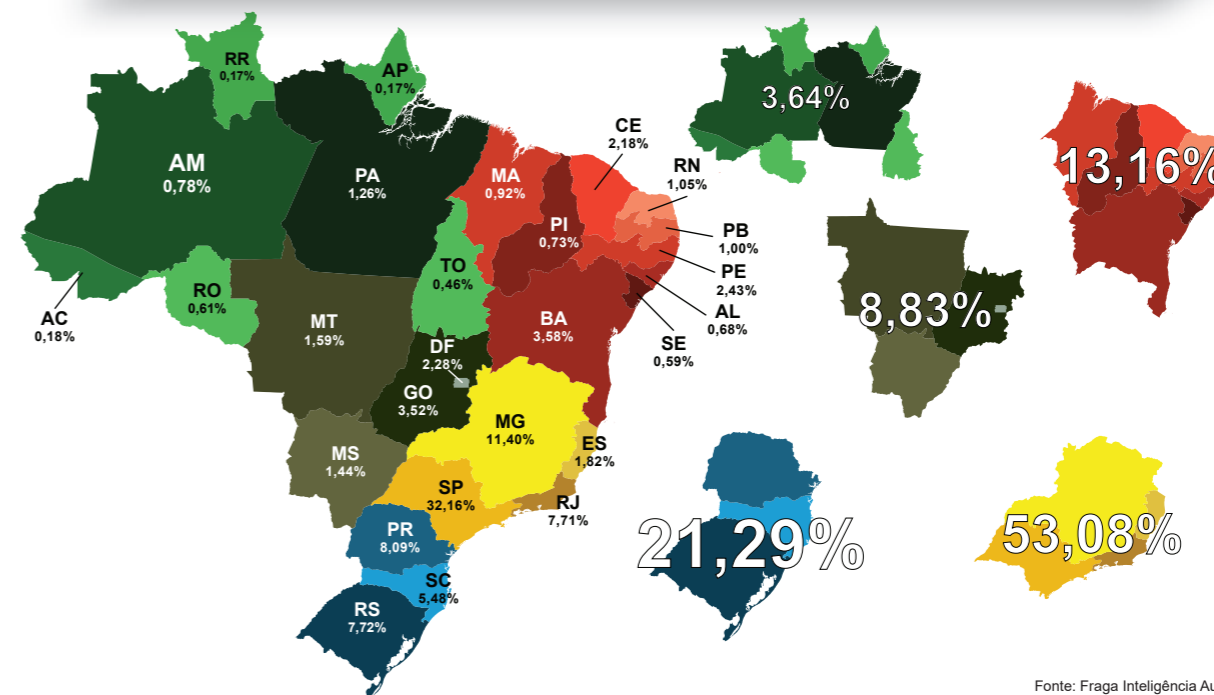 RR
0,17%
AP
0,17%
AM
0,78%
PA
1,26%
MA
0,92%
CE
2,18%
RN
1,05%
PI
0,73%
PB
1,00%
PE
2,43%
AL
0,68%
SE
0,59%
TO
0,46%
AC
0,18%
RO
0,61%
MT
1,59%
BA
3,58%
DF
2,28%
GO
3,52%
MG
11,40%
ES
1,82%
MS
1,44%
SP
32,16%
RJ
7,71%
PR
8,09%
SC
5,48%
RS
7,72%
3,64%
13,16%
8,83%
21,29%
53,08%
Fonte: Fraga Inteligência